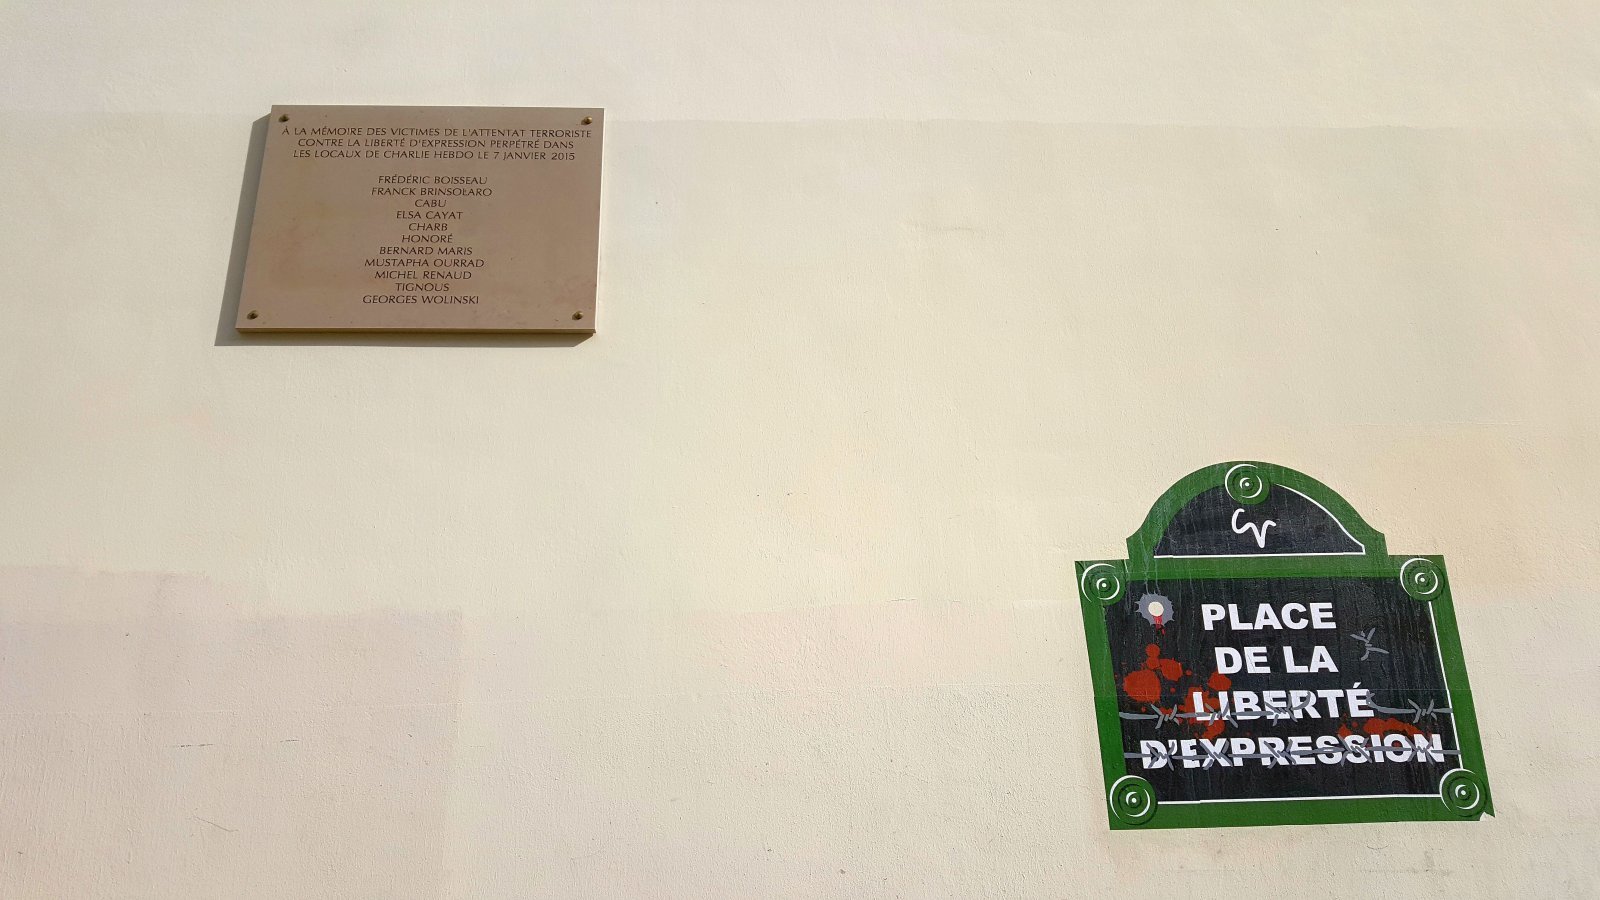 À LA MÉMOIRE DES VICTIMES DE L'ATTENTAT TERRORISTE
CONTRE LA LIBERTÉ D'EXPRESSION PERPÉTRÉ DANS
LES LOCAUX DE CHARLIE HEBDO LE 7 JANVIER 2015
FRÉDÉRIC BOISSEAU
FRANCK BRINSOLARO
CABU
ELSA CAYAT
CHARB
HONORÉ
BERNARD MARIS
MUSTAPHA OURRAD
MICHEL RENAUD
TIGNOUS
GEORGES WOLINSKI
PLACE
DE LA
LIBERTÉ
D'EXPRESSION